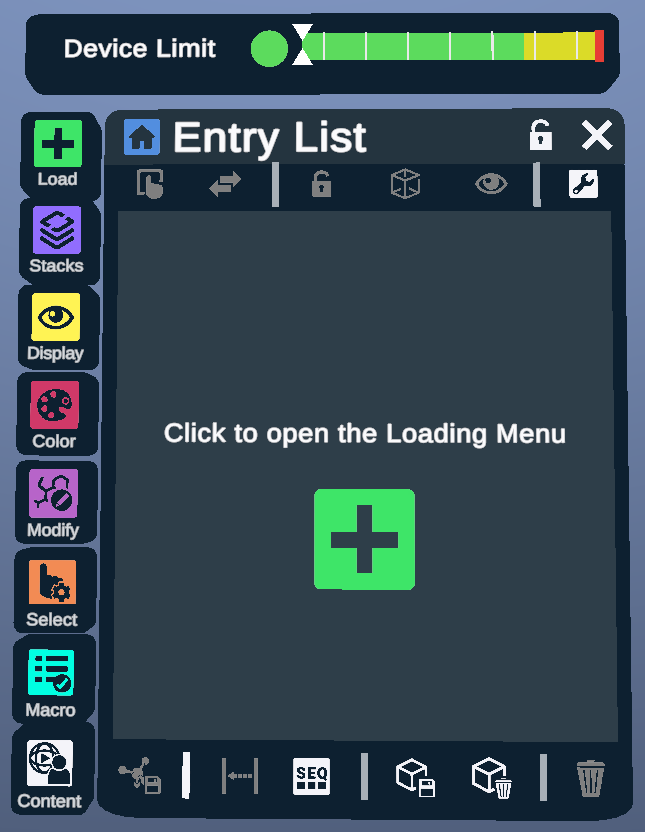 Device Limit
Entry List
Load
Stacks
Display
Color
Modify
Select
Macro
Content
Click to open the Loading Menu
SEQ